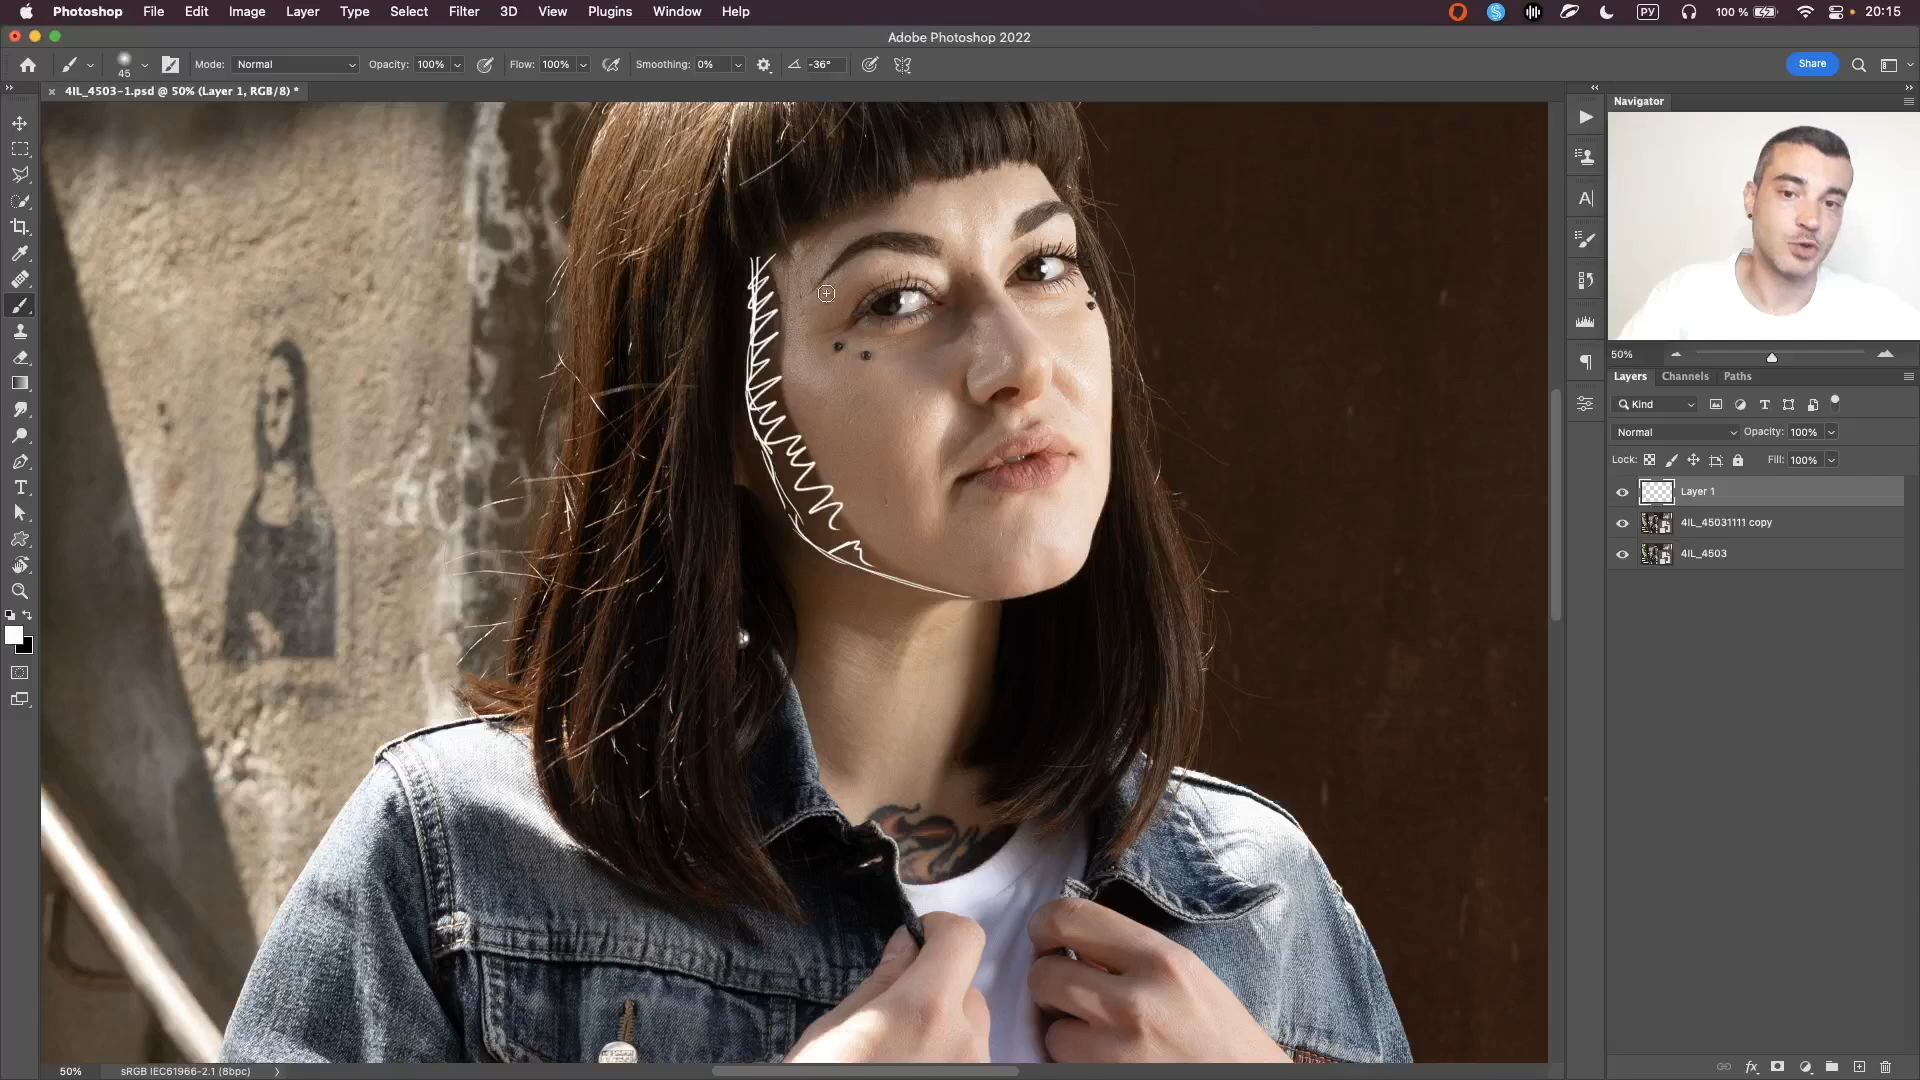 Photoshop File Edit Image Layer Type Select Filter 3D View Plugins Window Help РУ 100 % 20:15
Adobe Photoshop 2022
45 Mode: Normal Opacity: 100% Flow: 100% Smoothing: 0% -36° Share
4IL_4503-1.psd @ 50% (Layer 1, RGB/8) *
Navigator
50%
Layers Channels Paths
Kind
Normal Opacity: 100%
Lock: Fill: 100%
Layer 1
4IL_45031111 copy
4IL_4503
50% sRGB IEC61966-2.1 (8bpc)